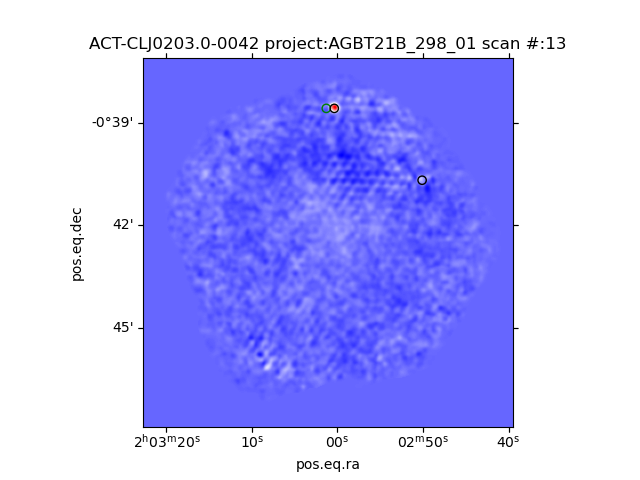 ACT-CLJ0203.0-0042 project:AGBT21B_298_01 scan #:13
-0°39'
42'
45'
pos.eq.dec
2ʰ03ᵐ20ˢ 10ˢ 00ˢ 02ᵐ50ˢ 40ˢ
pos.eq.ra